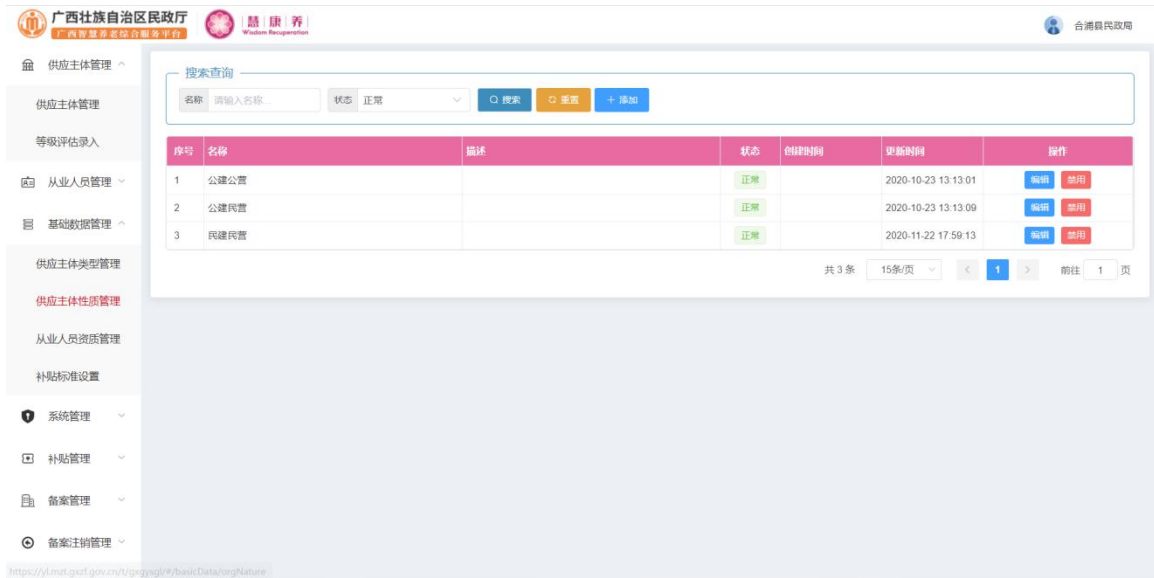 广西壮族自治区民政厅
广西智慧养老综合服务平台
慧 康 养
Wisdom Recuperation
合浦县民政局
供应主体管理
供应主体管理
等级评估录入
从业人员管理
基础数据管理
供应主体类型管理
供应主体性质管理
从业人员资质管理
补贴标准设置
系统管理
补贴管理
备案管理
备案注销管理
搜索查询
名称 请输入名称... 状态 正常 搜索 重置 + 添加
序号 名称 描述 状态 创建时间 更新时间 操作
1 公建公营 正常 2020-10-23 13:13:01 编辑 禁用
2 公建民营 正常 2020-10-23 13:13:09 编辑 禁用
3 民建民营 正常 2020-11-22 17:59:13 编辑 禁用
共 3 条 15条/页 < 1 > 前往 1 页
https://yl.mzt.gxzf.gov.cn/t/gxgysgl/#/basicData/orgNature